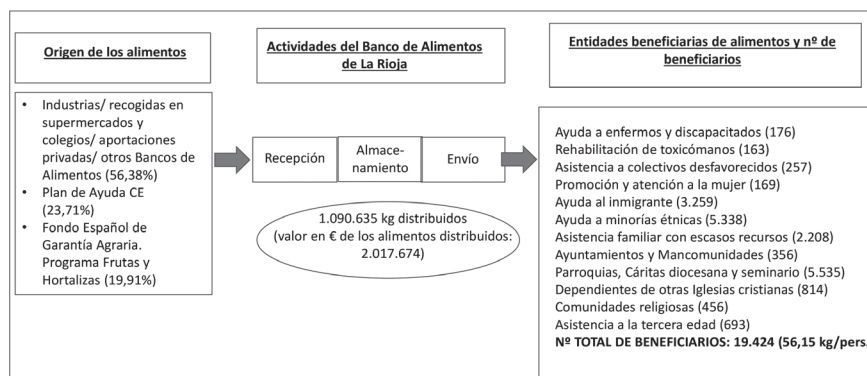 Origen de los alimentos
• Industrias/ recogidas en
supermercados y
colegios/ aportaciones
privadas/ otros Bancos de
Alimentos (56,38%)
• Plan de Ayuda CE
(23,71%)
• Fondo Español de
Garantía Agraria.
Programa Frutas y
Hortalizas (19,91%)
Actividades del Banco de Alimentos
de La Rioja
Recepción
Almace-
namiento
Envío
1.090.635 kg distribuidos
(valor en € de los alimentos distribuidos:
2.017.674)
Entidades beneficiarias de alimentos y nº de
beneficiarios
Ayuda a enfermos y discapacitados (176)
Rehabilitación de toxicómanos (163)
Asistencia a colectivos desfavorecidos (257)
Promoción y atención a la mujer (169)
Ayuda al inmigrante (3.259)
Ayuda a minorías étnicas (5.338)
Asistencia familiar con escasos recursos (2.208)
Ayuntamientos y Mancomunidades (356)
Parroquias, Cáritas diocesana y seminario (5.535)
Dependientes de otras Iglesias cristianas (814)
Comunidades religiosas (456)
Asistencia a la tercera edad (693)
Nº TOTAL DE BENEFICIARIOS: 19.424 (56,15 kg/pers.